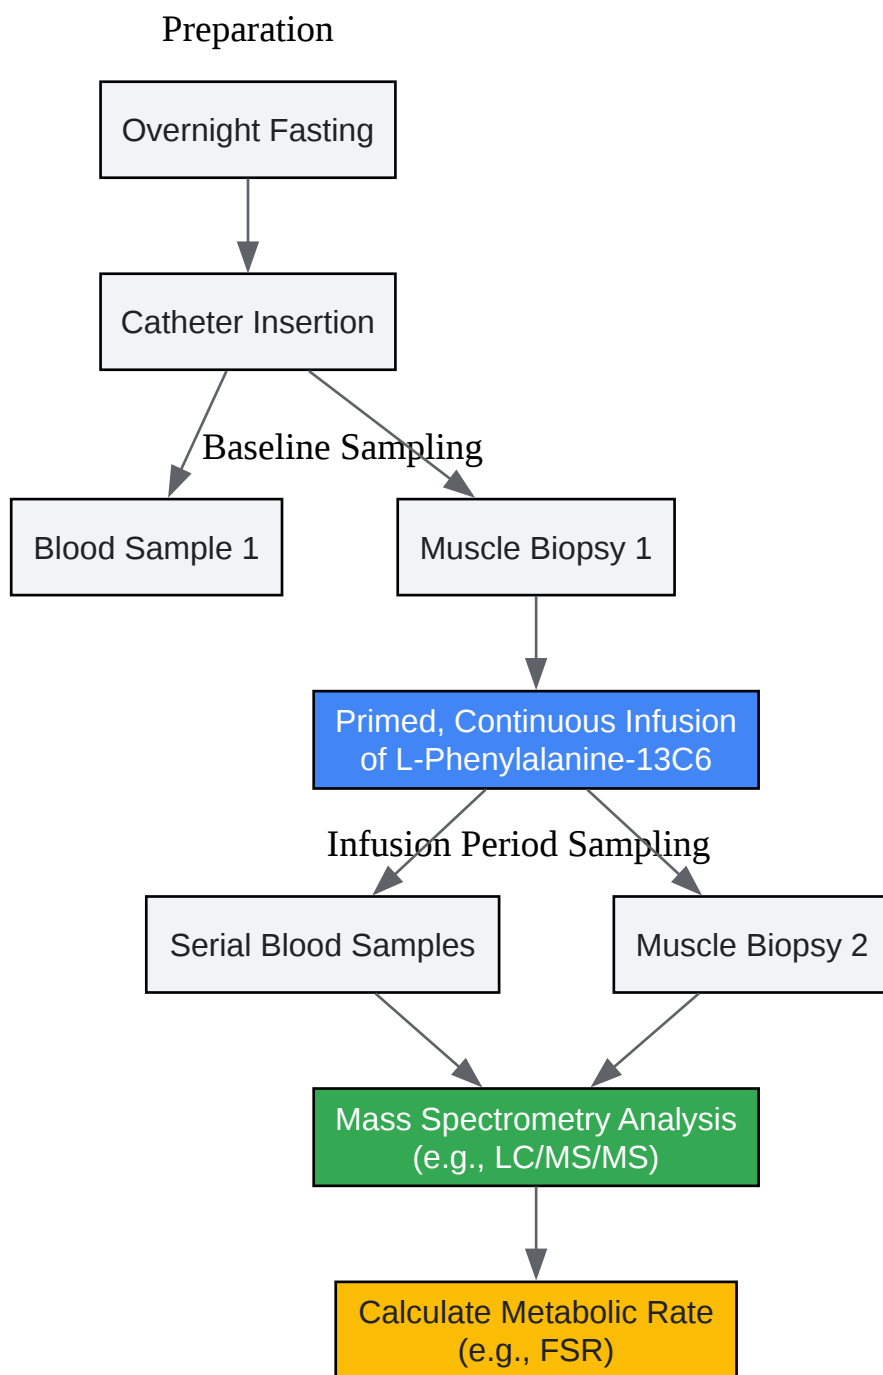 Preparation
Overnight Fasting
Catheter Insertion
Baseline Sampling
Blood Sample 1
Muscle Biopsy 1
Primed, Continuous Infusion
of L-Phenylalanine-13C6
Infusion Period Sampling
Serial Blood Samples
Muscle Biopsy 2
Mass Spectrometry Analysis
(e.g., LC/MS/MS)
Calculate Metabolic Rate
(e.g., FSR)